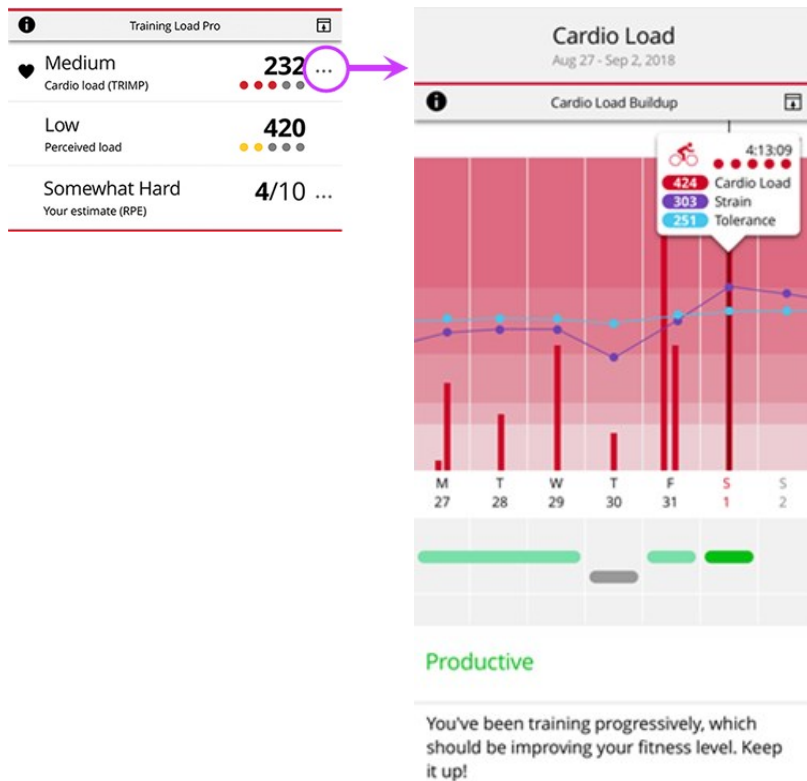 Training Load Pro
Medium
Cardio load (TRIMP)
232
Low
Perceived load
420
Somewhat Hard
Your estimate (RPE)
4/10
Cardio Load
Aug 27 - Sep 2, 2018
Cardio Load Buildup
4:13:09
424 Cardio Load
303 Strain
251 Tolerance
M T W T F S S
27 28 29 30 31 1 2
Productive
You've been training progressively, which
should be improving your fitness level. Keep
it up!